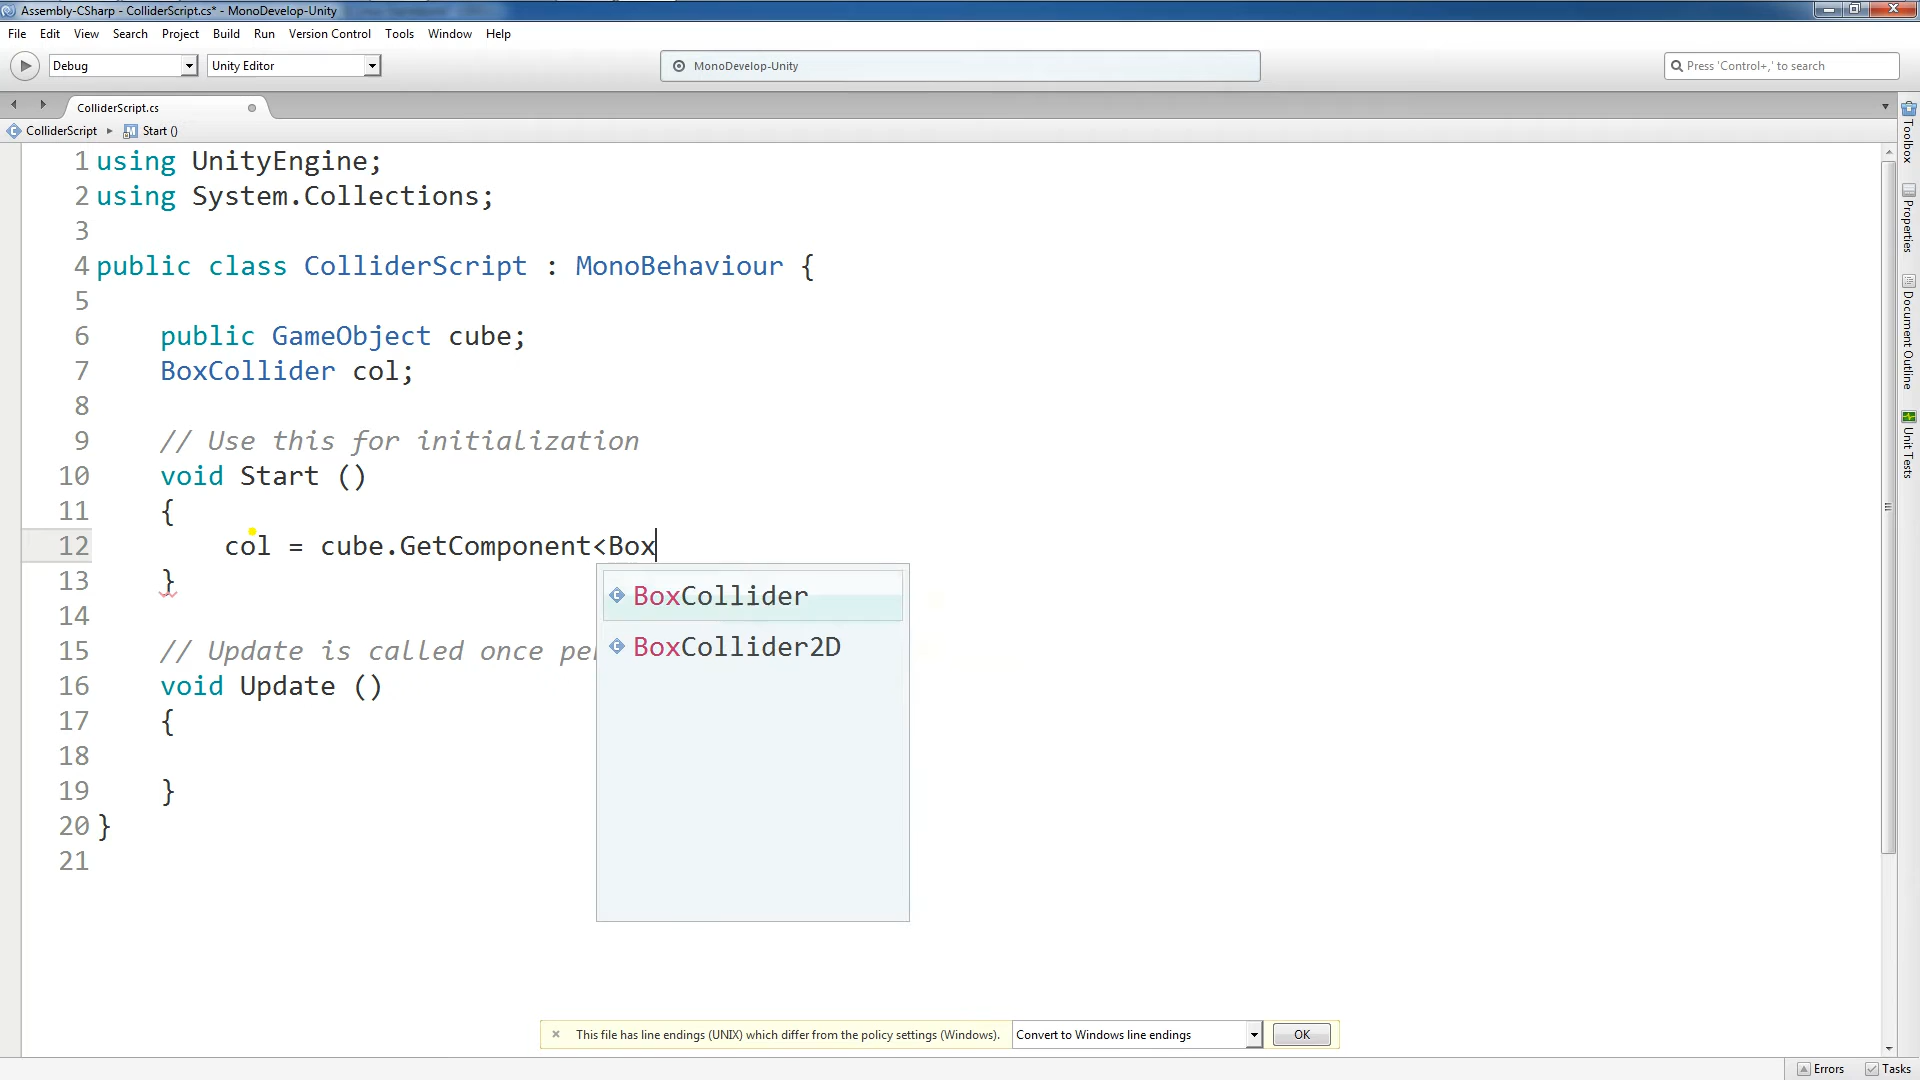 Assembly-CSharp - ColliderScript.cs* - MonoDevelop-Unity
File Edit View Search Project Build Run Version Control Tools Window Help
Debug Unity Editor MonoDevelop-Unity Press 'Control+,' to search
ColliderScript.cs
ColliderScript Start ()
1 using UnityEngine;
2 using System.Collections;
3
4 public class ColliderScript : MonoBehaviour {
5
6 public GameObject cube;
7 BoxCollider col;
8
9 // Use this for initialization
10 void Start ()
11 {
12 col = cube.GetComponent<Box
13 }
14
15 // Update is called once per
16 void Update ()
17 {
18
19 }
20 }
21
BoxCollider
BoxCollider2D
Toolbox
Properties
Document Outline
Unit Tests
This file has line endings (UNIX) which differ from the policy settings (Windows). Convert to Windows line endings OK
Errors Tasks